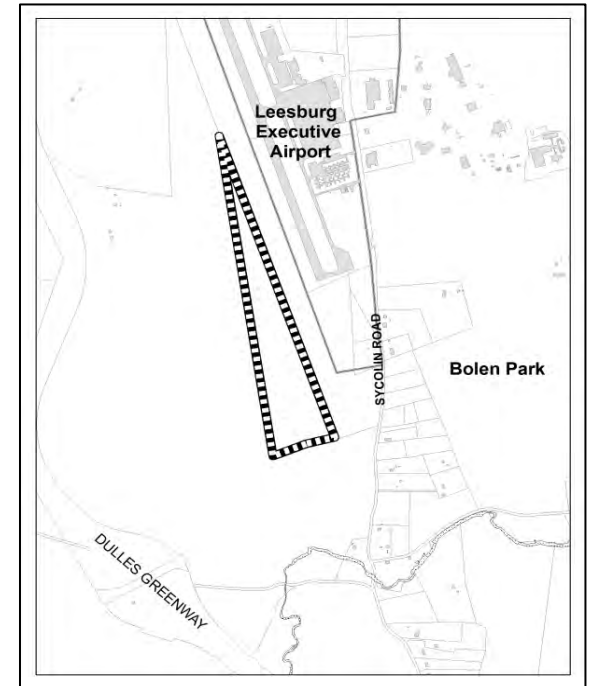 Leesburg
Executive
Airport
SYCOLIN ROAD
Bolen Park
DULLES GREENWAY